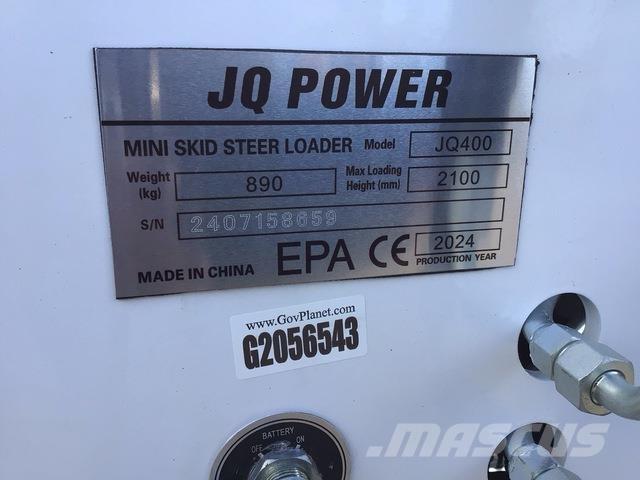 JQ POWER
MINI SKID STEER LOADER Model JQ400
Weight (kg) 890 Max Loading Height (mm) 2100
S/N 2407158659
MADE IN CHINA EPA CE 2024 PRODUCTION YEAR
www.GovPlanet.com
G2056543
BATTERY
OFF ON
MASCUS